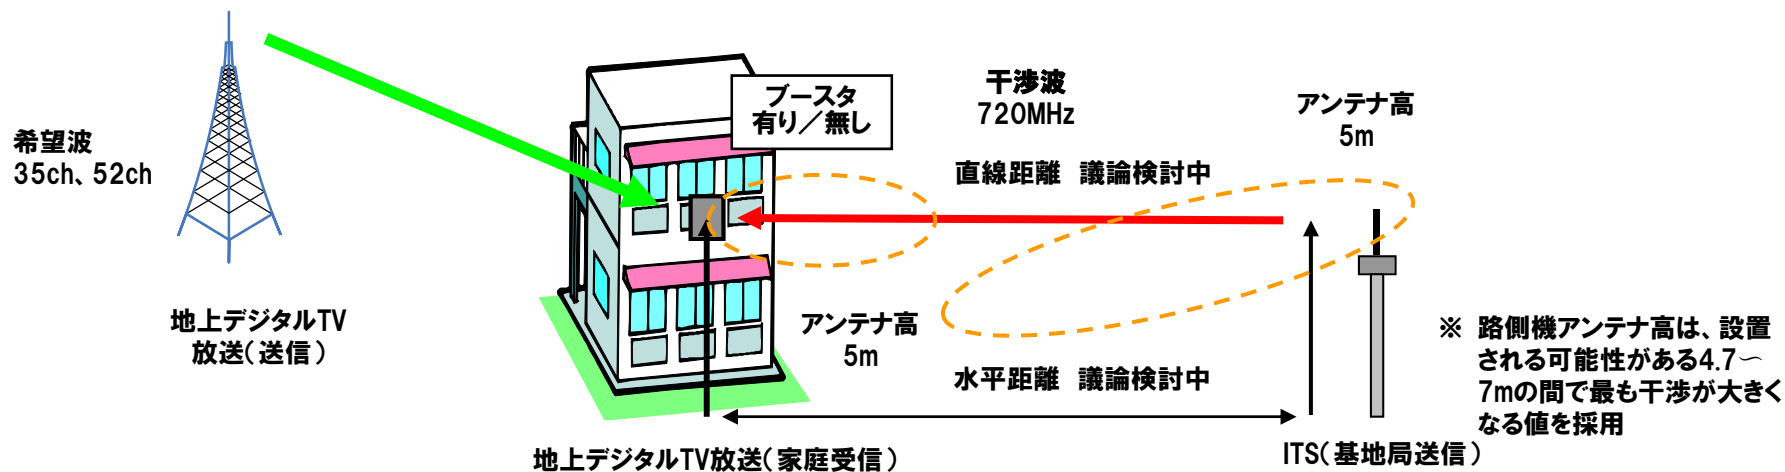 希望波
35ch、52ch
地上デジタルTV
放送(送信)
ブースタ
有り/無し
干渉波
720MHz
直線距離 議論検討中
アンテナ高
5m
アンテナ高
5m
水平距離 議論検討中
地上デジタルTV放送(家庭受信)
ITS(基地局送信)
※ 路側機アンテナ高は、設置
される可能性がある4.7~
7mの間で最も干渉が大きく
なる値を採用